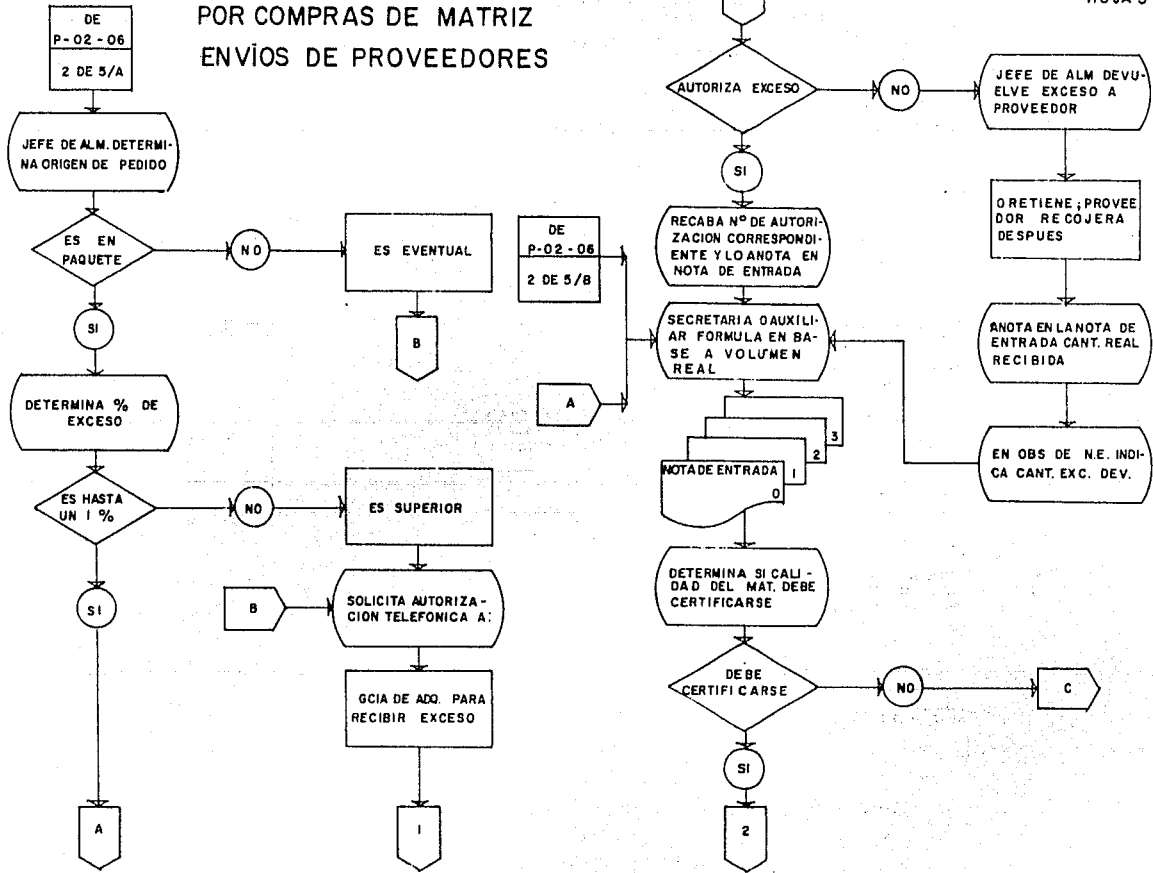 POR COMPRAS DE MATRIZ
ENVÍOS DE PROVEEDORES
DE
P-02-06
2 DE 5/A
JEFE DE ALM. DETERMI-
NA ORIGEN DE PEDIDO
ES EN
PAQUETE
NO
ES EVENTUAL
B
SI
DETERMINA % DE
EXCESO
ES HASTA
UN 1 %
NO
ES SUPERIOR
SI
B
SOLICITA AUTORIZA-
CION TELEFONICA A:
GCIA DE ADQ. PARA
RECIBIR EXCESO
A
1
AUTORIZA EXCESO
NO
JEFE DE ALM DEVU-
ELVE EXCESO A
PROVEEDOR
SI
O RETIENE; PROVEE
DOR RECOJERA
DESPUES
RECABA Nº DE AUTORI-
ZACION CORRESPONDI-
ENTE Y LO ANOTA EN
NOTA DE ENTRADA
DE
P-02-06
2 DE 5/B
SECRETARIA O AUXILI-
AR FORMULA EN BA-
SE A VOLUMEN
REAL
ANOTA EN LA NOTA DE
ENTRADA CANT. REAL
RECIBIDA
A
EN OBS DE N.E. INDI-
CA CANT. EXC. DEV.
3
2
1
NOTA DE ENTRADA
0
DETERMINA SI CALI-
DAD DEL MAT. DEBE
CERTIFICARSE
DEBE
CERTIFICARSE
NO
C
SI
2